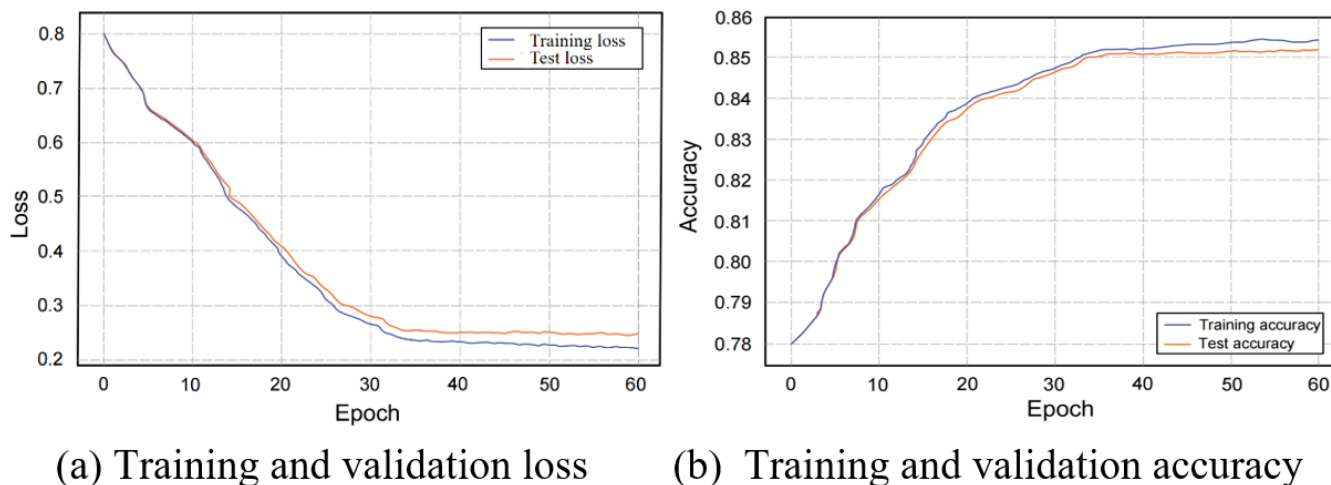 0.8
0.7
0.6
0.5
0.4
0.3
0.2
Loss
Training loss
Test loss
0 10 20 30 40 50 60
Epoch
(a) Training and validation loss
0.86
0.85
0.84
0.83
0.82
0.81
0.80
0.79
0.78
Accuracy
Training accuracy
Test accuracy
0 10 20 30 40 50 60
Epoch
(b) Training and validation accuracy